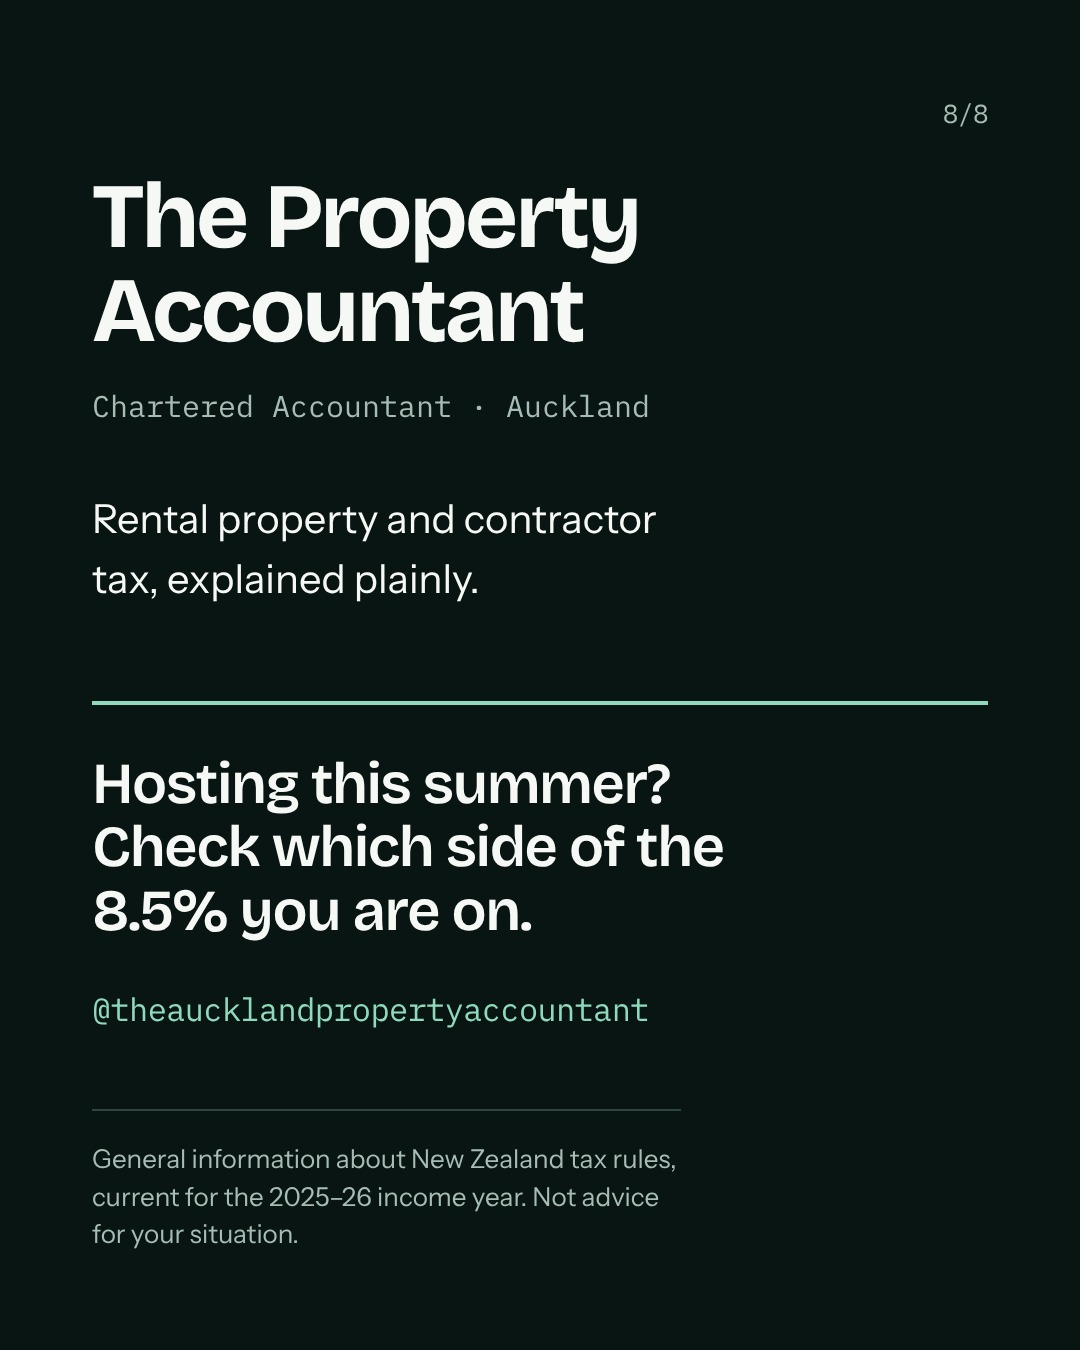 8/8
The Property
Accountant
Chartered Accountant · Auckland
Rental property and contractor
tax, explained plainly.
Hosting this summer?
Check which side of the
8.5% you are on.
@theaucklandpropertyaccountant
General information about New Zealand tax rules,
current for the 2025–26 income year. Not advice
for your situation.